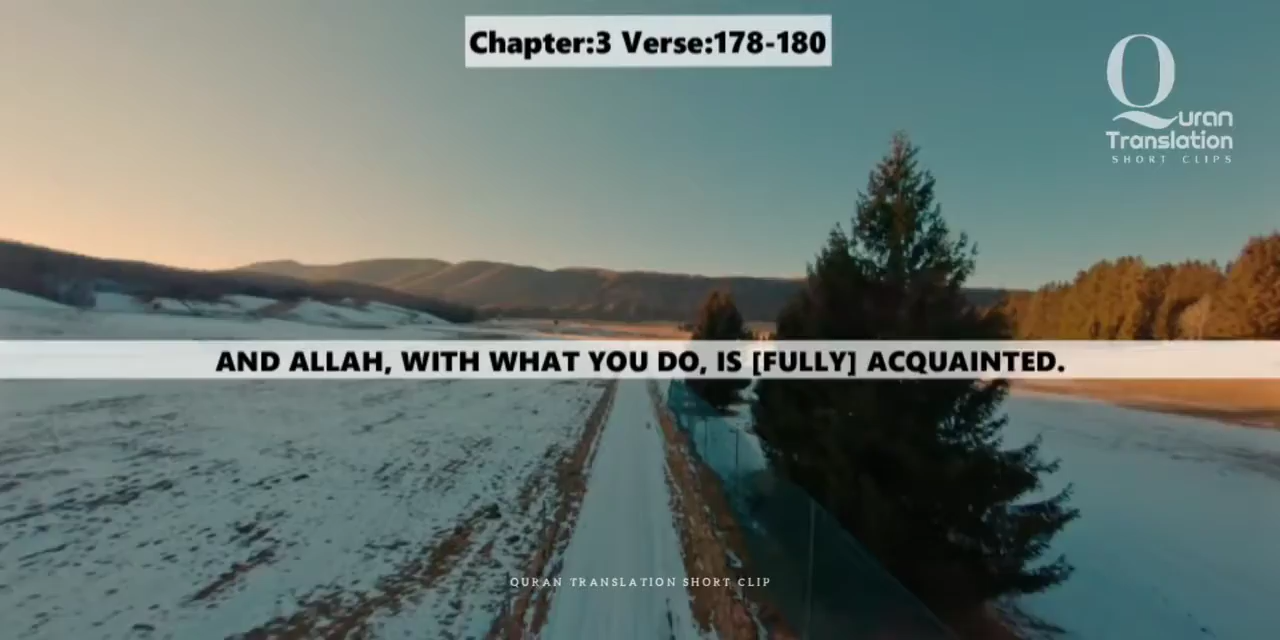 Chapter:3 Verse:178-180
Quran
Translation
SHORT CLIPS
AND ALLAH, WITH WHAT YOU DO, IS [FULLY] ACQUAINTED.
QURAN TRANSLATION SHORT CLIP